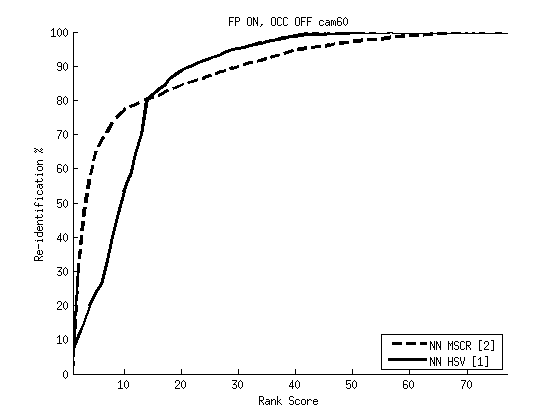 FP ON, OCC OFF cam60
100
90
80
70
60
50
40
30
20
10
0
Re-identification %
10 20 30 40 50 60 70
Rank Score
NN MSCR [2]
NN HSV [1]